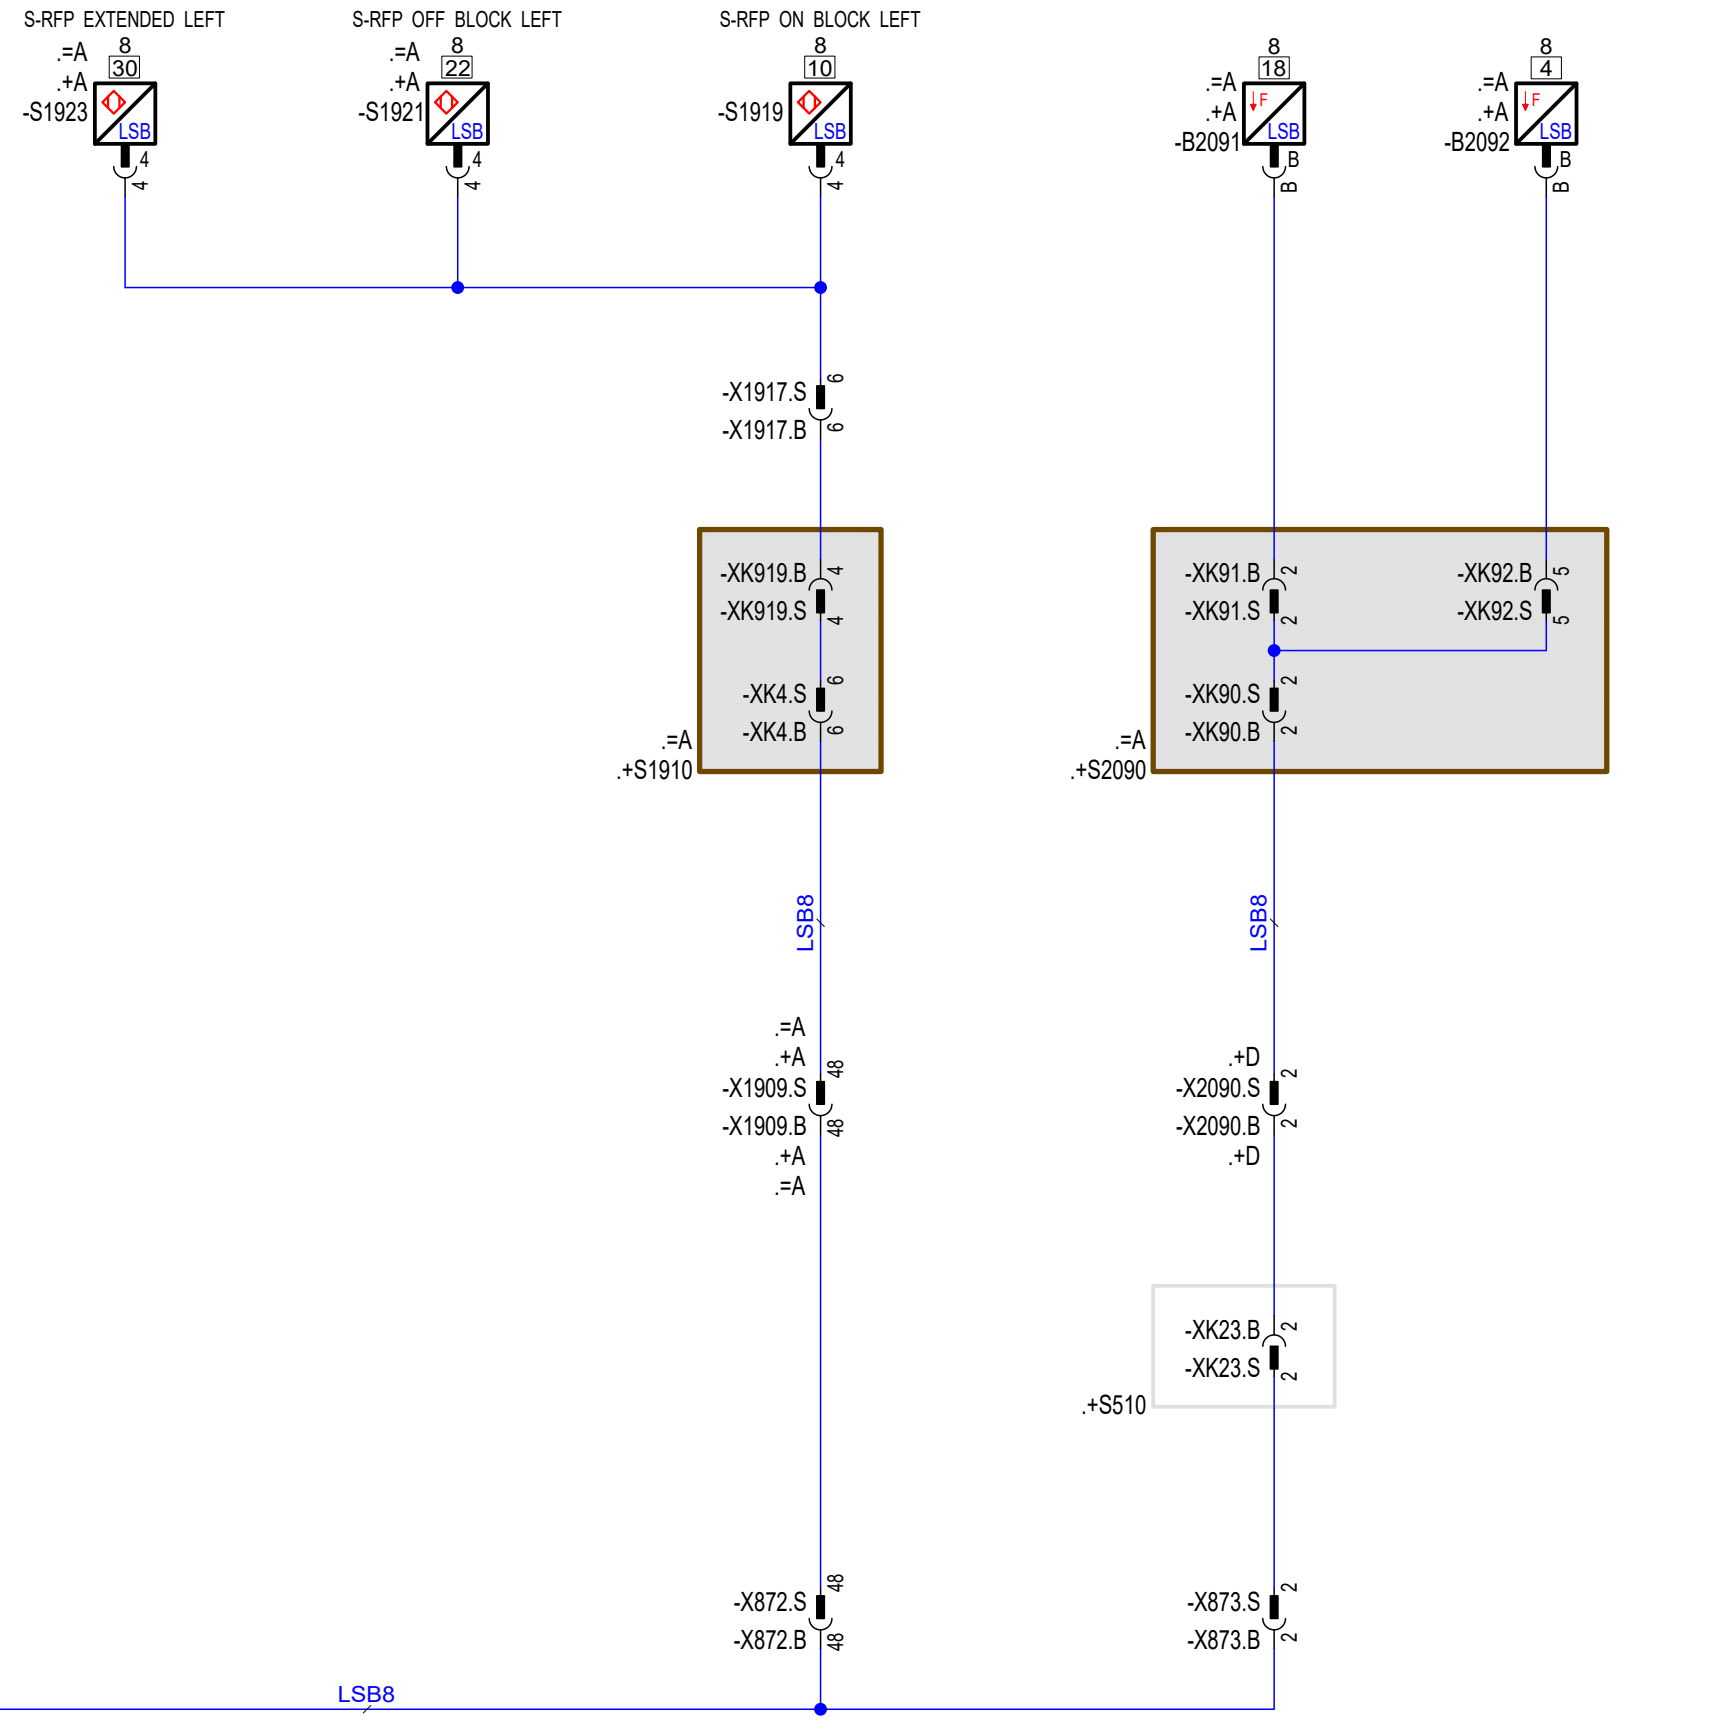 S-RFP EXTENDED LEFT
S-RFP OFF BLOCK LEFT
S-RFP ON BLOCK LEFT
.=A
8
30
.+A
-S1923
LSB
4
4
.=A
8
22
.+A
-S1921
LSB
4
4
8
10
-S1919
LSB
4
4
8
18
.=A
.+A
-B2091
F
LSB
B
B
8
4
.=A
.+A
-B2092
F
LSB
B
B
-X1917.S 6
-X1917.B 6
-XK919.B 4
-XK919.S 4
-XK4.S 6
-XK4.B 6
.=A
.+S1910
-XK91.B 2
-XK91.S 2
-XK92.B 5
-XK92.S 5
-XK90.S 2
-XK90.B 2
.=A
.+S2090
LSB8
LSB8
.=A
.+A
-X1909.S 48
-X1909.B 48
.+A
.=A
.+D
-X2090.S 2
-X2090.B 2
.+D
-XK23.B 2
-XK23.S 2
.+S510
-X872.S 48
-X872.B 48
-X873.S 2
-X873.B 2
LSB8